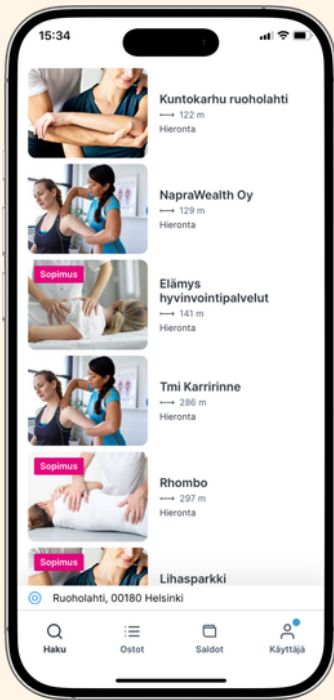 15:34
Kuntokarhu ruoholahti
122 m
Hieronta
NapraWealth Oy
129 m
Hieronta
Sopimus
Elämys
hyvinvointipalvelut
141 m
Hieronta
Tmi Karririnne
286 m
Hieronta
Sopimus
Rhombo
297 m
Hieronta
Sopimus
Lihasparkki
Ruoholahti, 00180 Helsinki
Haku Ostot Saldot Käyttäjä